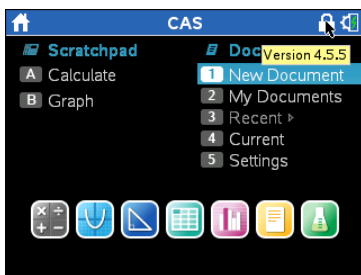 CAS
Scratchpad
A Calculate
B Graph
Doc
Version 4.5.5
1 New Document
2 My Documents
3 Recent ▸
4 Current
5 Settings